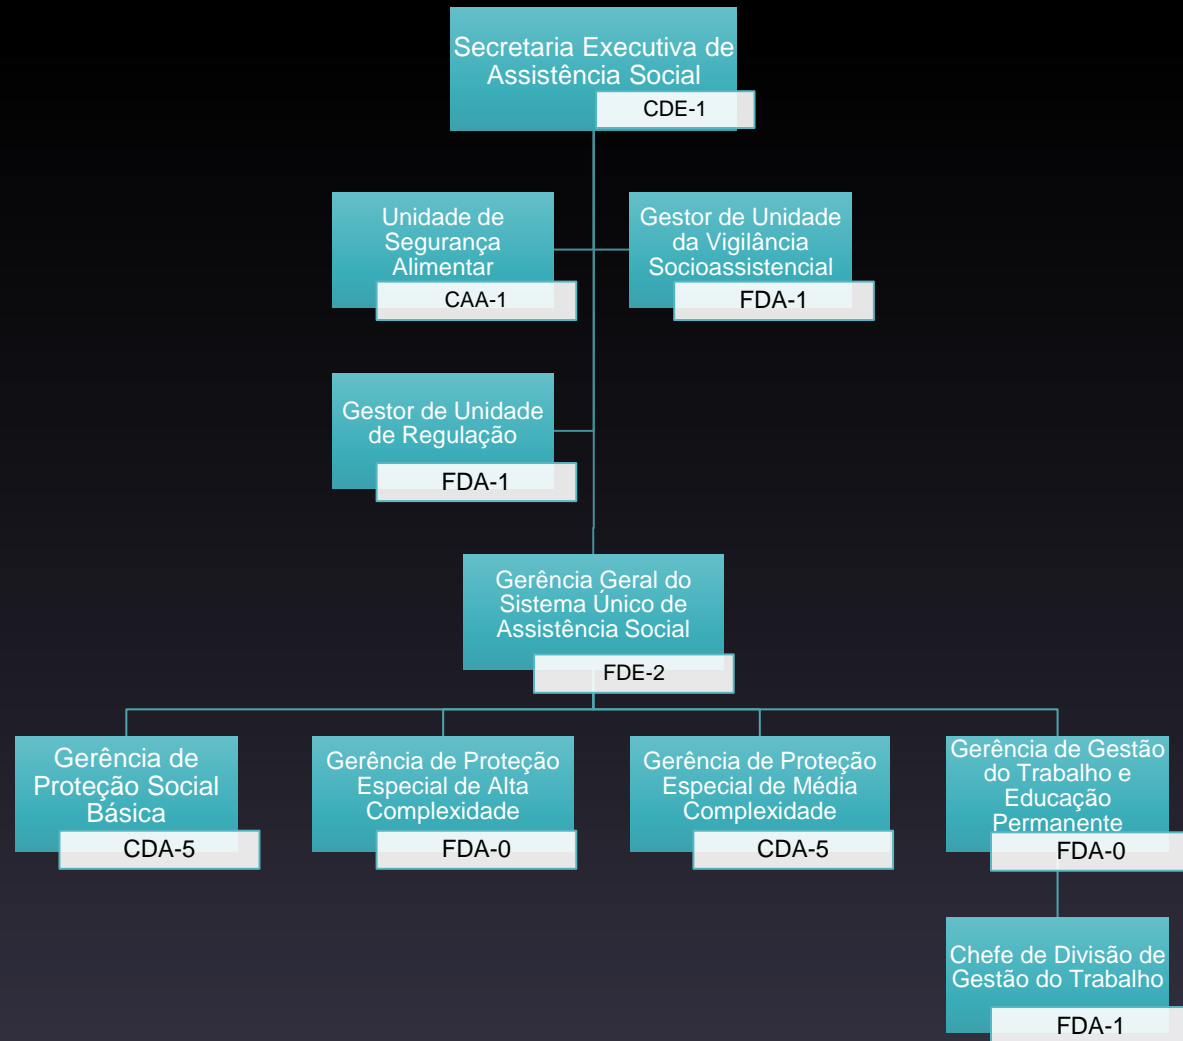 Secretaria Executiva de
Assistência Social
CDE-1
Unidade de
Segurança
Alimentar
CAA-1
Gestor de Unidade
da Vigilância
Socioassistencial
FDA-1
Gestor de Unidade
de Regulação
FDA-1
Gerência Geral do
Sistema Único de
Assistência Social
FDE-2
Gerência de
Proteção Social
Básica
CDA-5
Gerência de Proteção
Especial de Alta
Complexidade
FDA-0
Gerência de Proteção
Especial de Média
Complexidade
CDA-5
Gerência de Gestão
do Trabalho e
Educação
Permanente
FDA-0
Chefe de Divisão de
Gestão do Trabalho
FDA-1